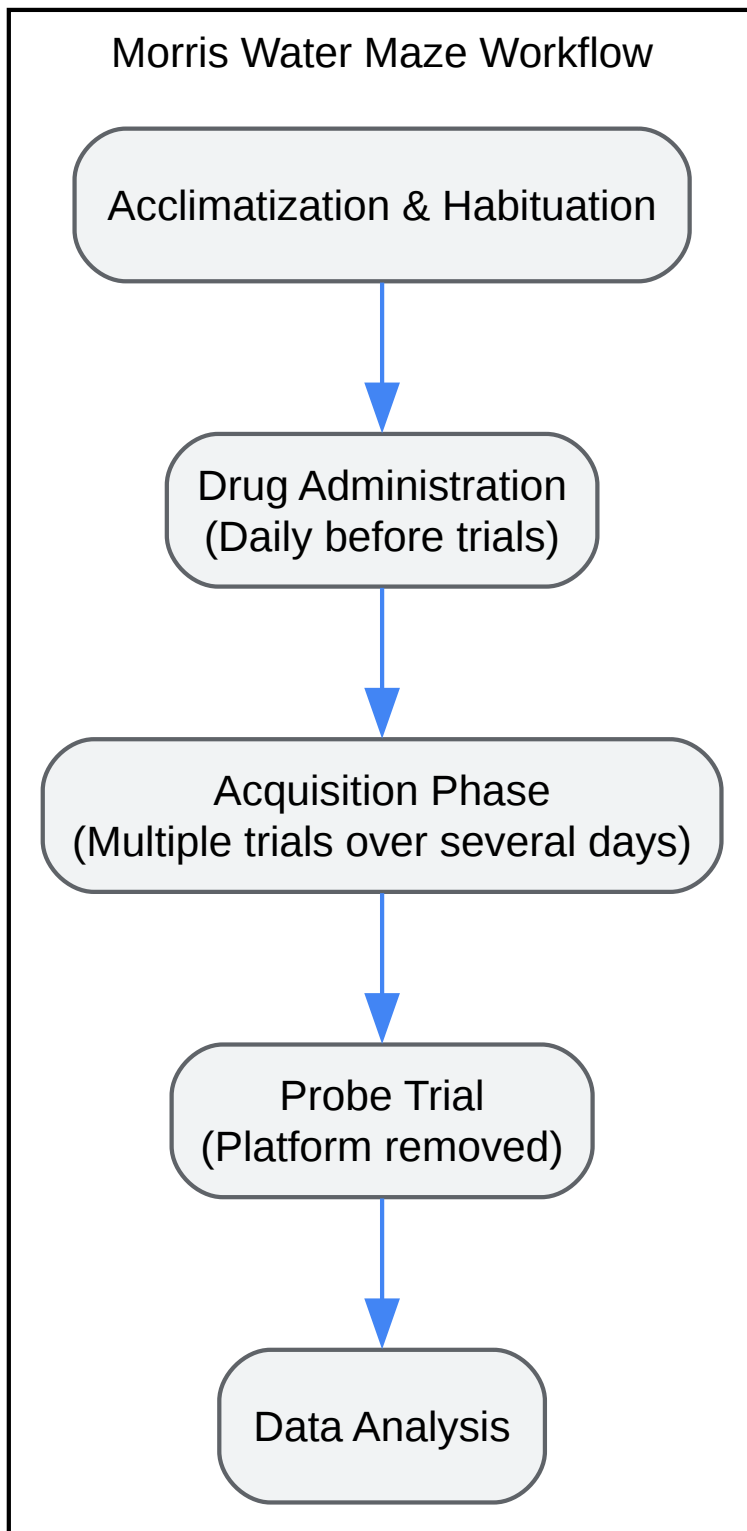 Morris Water Maze Workflow
Acclimatization & Habituation
Drug Administration
(Daily before trials)
Acquisition Phase
(Multiple trials over several days)
Probe Trial
(Platform removed)
Data Analysis